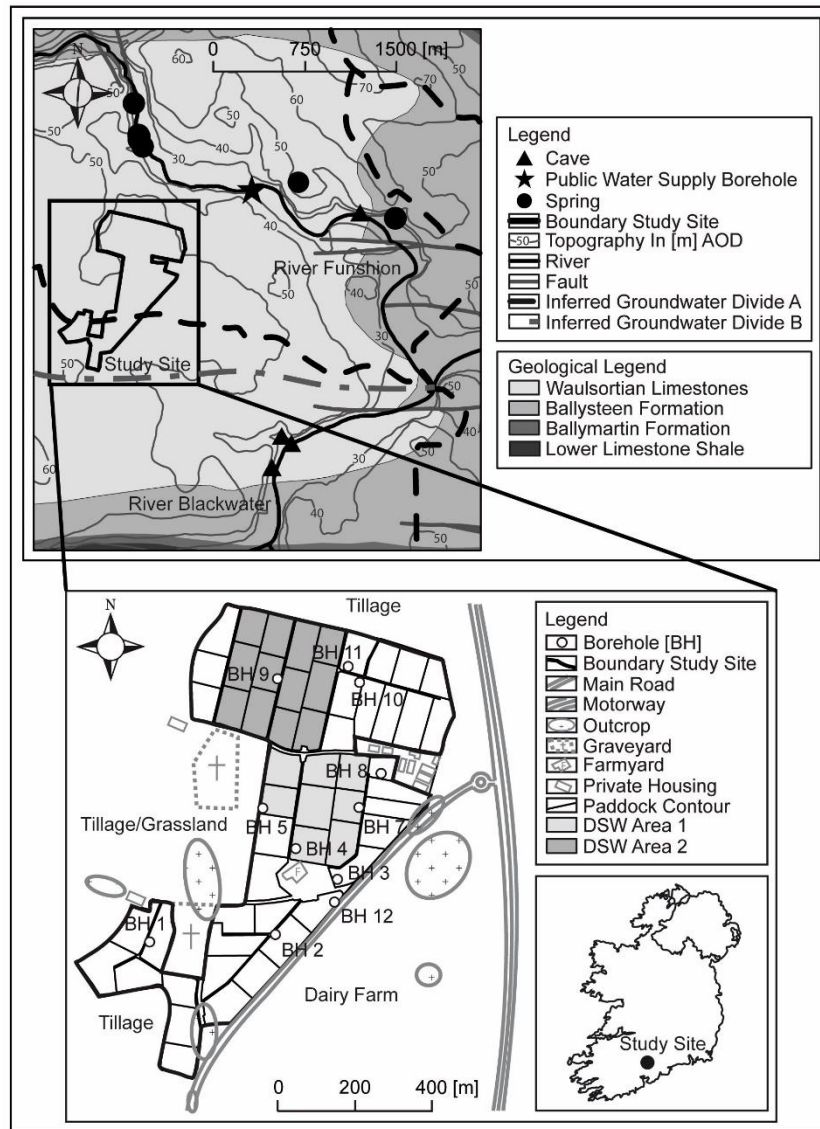 N
0 750 1500 [m]
60
70
70
50
60
50
50
50
50
50
30
40
30
50
40
River Funshion
40
50
30
Study Site
50
50
40
60
30
30
River Blackwater
40
50
Legend
Cave
Public Water Supply Borehole
Spring
Boundary Study Site
50 Topography In [m] AOD
River
Fault
Inferred Groundwater Divide A
Inferred Groundwater Divide B
Geological Legend
Waulsortian Limestones
Ballysteen Formation
Ballymartin Formation
Lower Limestone Shale
N
Tillage
BH 11
BH 9
BH 10
BH 8
Tillage/Grassland
BH 5
BH 7
BH 4
F
BH 3
BH 1
BH 12
BH 2
Dairy Farm
Tillage
0 200 400 [m]
Legend
Borehole [BH]
Boundary Study Site
Main Road
Motorway
Outcrop
Graveyard
F Farmyard
Private Housing
Paddock Contour
DSW Area 1
DSW Area 2
Study Site